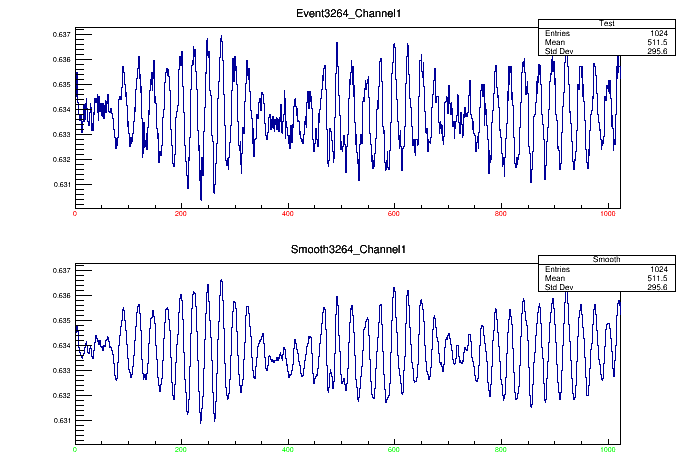 Event3264_Channel1
Test
Entries 1024
Mean 511.5
Std Dev 295.6
0.637
0.636
0.635
0.634
0.633
0.632
0.631
0 200 400 600 800 1000
Smooth3264_Channel1
Smooth
Entries 1024
Mean 511.5
Std Dev 295.6
0.637
0.636
0.635
0.634
0.633
0.632
0.631
0 200 400 600 800 1000